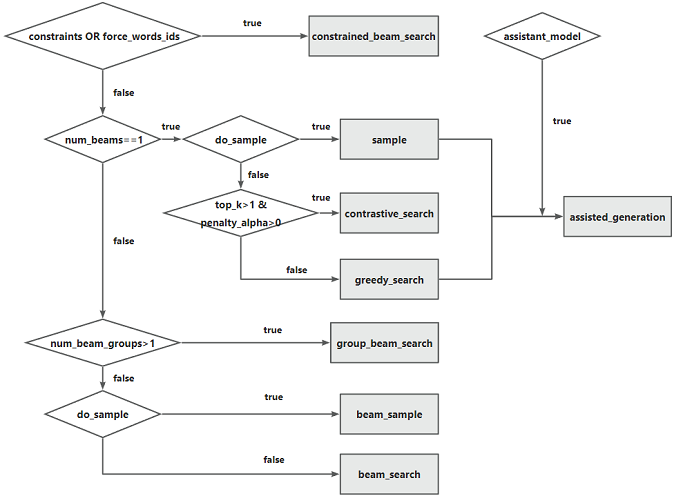 constraints OR force_words_ids
true
constrained_beam_search
assistant_model
false
true
num_beams==1
true
do_sample
true
sample
false
top_k>1 &
penalty_alpha>0
true
contrastive_search
assisted_generation
false
false
greedy_search
num_beam_groups>1
true
group_beam_search
false
do_sample
true
beam_sample
false
beam_search